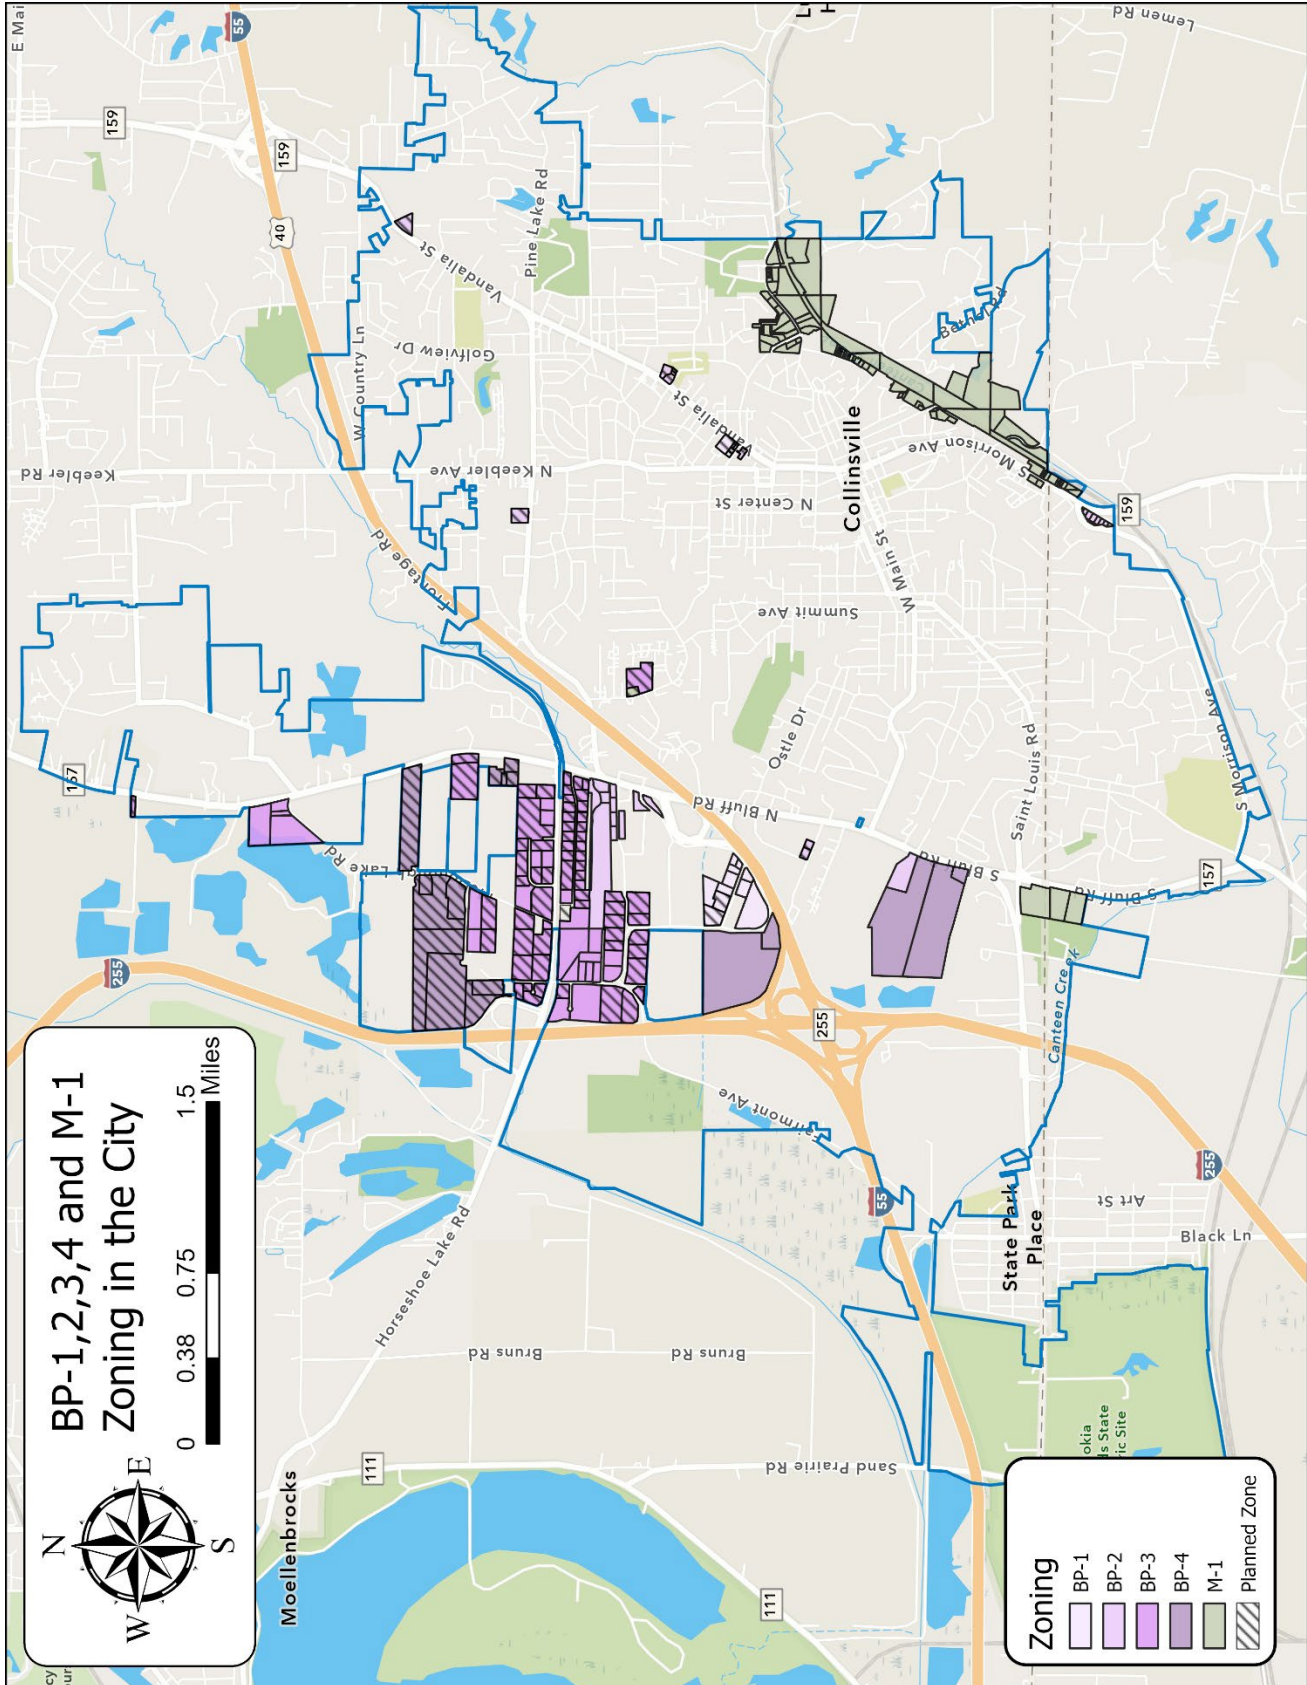 BP-1,2,3,4 and M-1
Zoning in the City
N
W
E
S
0
0.38
0.75
1.5
Miles
Zoning
BP-1
BP-2
BP-3
BP-4
M-1
Planned Zone
Moellenbrocks
111
111
Horseshoe Lake Rd
Bruns Rd
Bruns Rd
Sand Prairie Rd
255
255
255
55
55
Fairmont Ave
State Park
Place
Art St
Black Ln
Canteen Creek
157
157
N Bluff Rd
S Bluff Rd
S Bluff Rd
Saint Louis Rd
Ostle Dr
Summit Ave
W Main St
Collinsville
N Center St
N Keebler Ave
Keebler Rd
Frontage Rd
W Country Ln
Golfview Dr
Vandalia St
Vandalia St
Vandalia St
Pine Lake Rd
40
159
159
159
S Morrison Ave
S Morrison Ave
Lemen Rd
E Mai